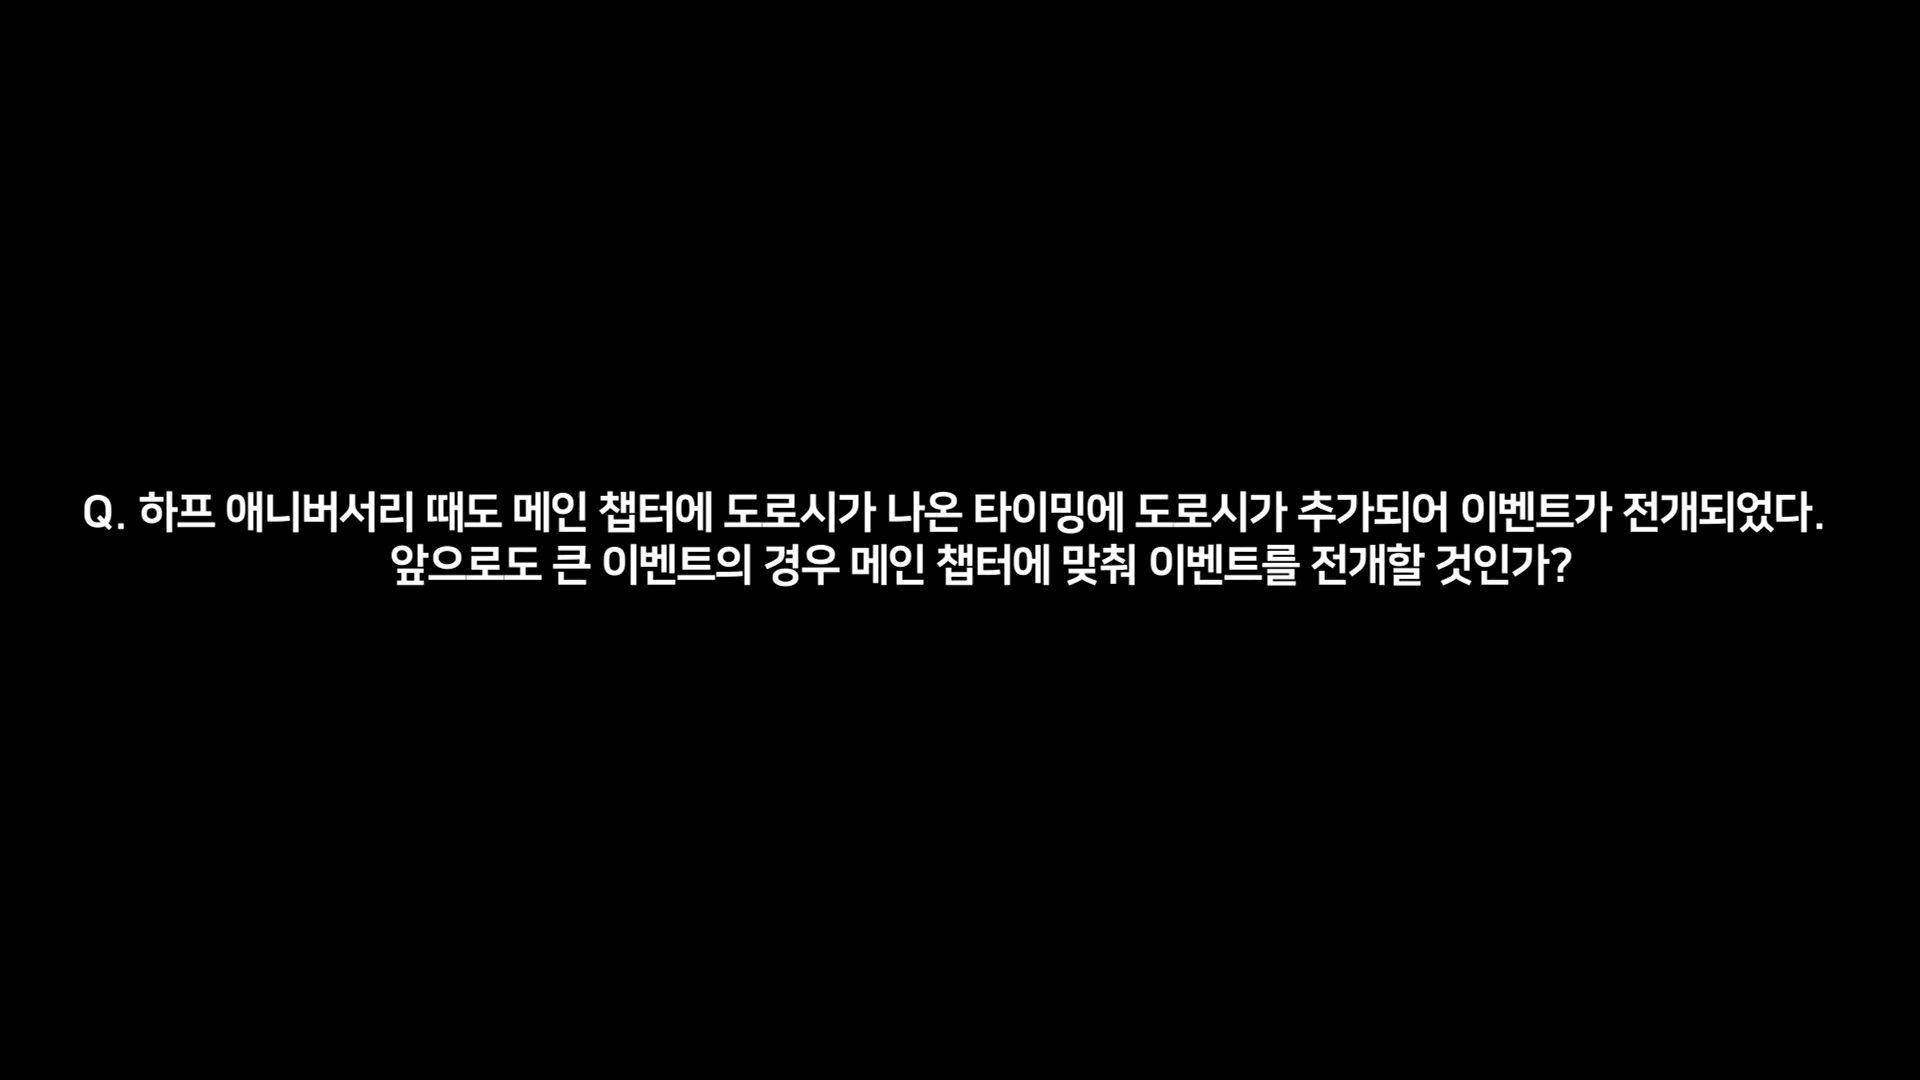 Q. 하프 애니버서리 때도 메인 챕터에 도로시가 나온 타이밍에 도로시가 추가되어 이벤트가 전개되었다.
앞으로도 큰 이벤트의 경우 메인 챕터에 맞춰 이벤트를 전개할 것인가?